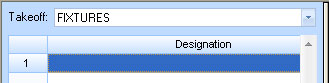 Takeoff: FIXTURES
Designation
1